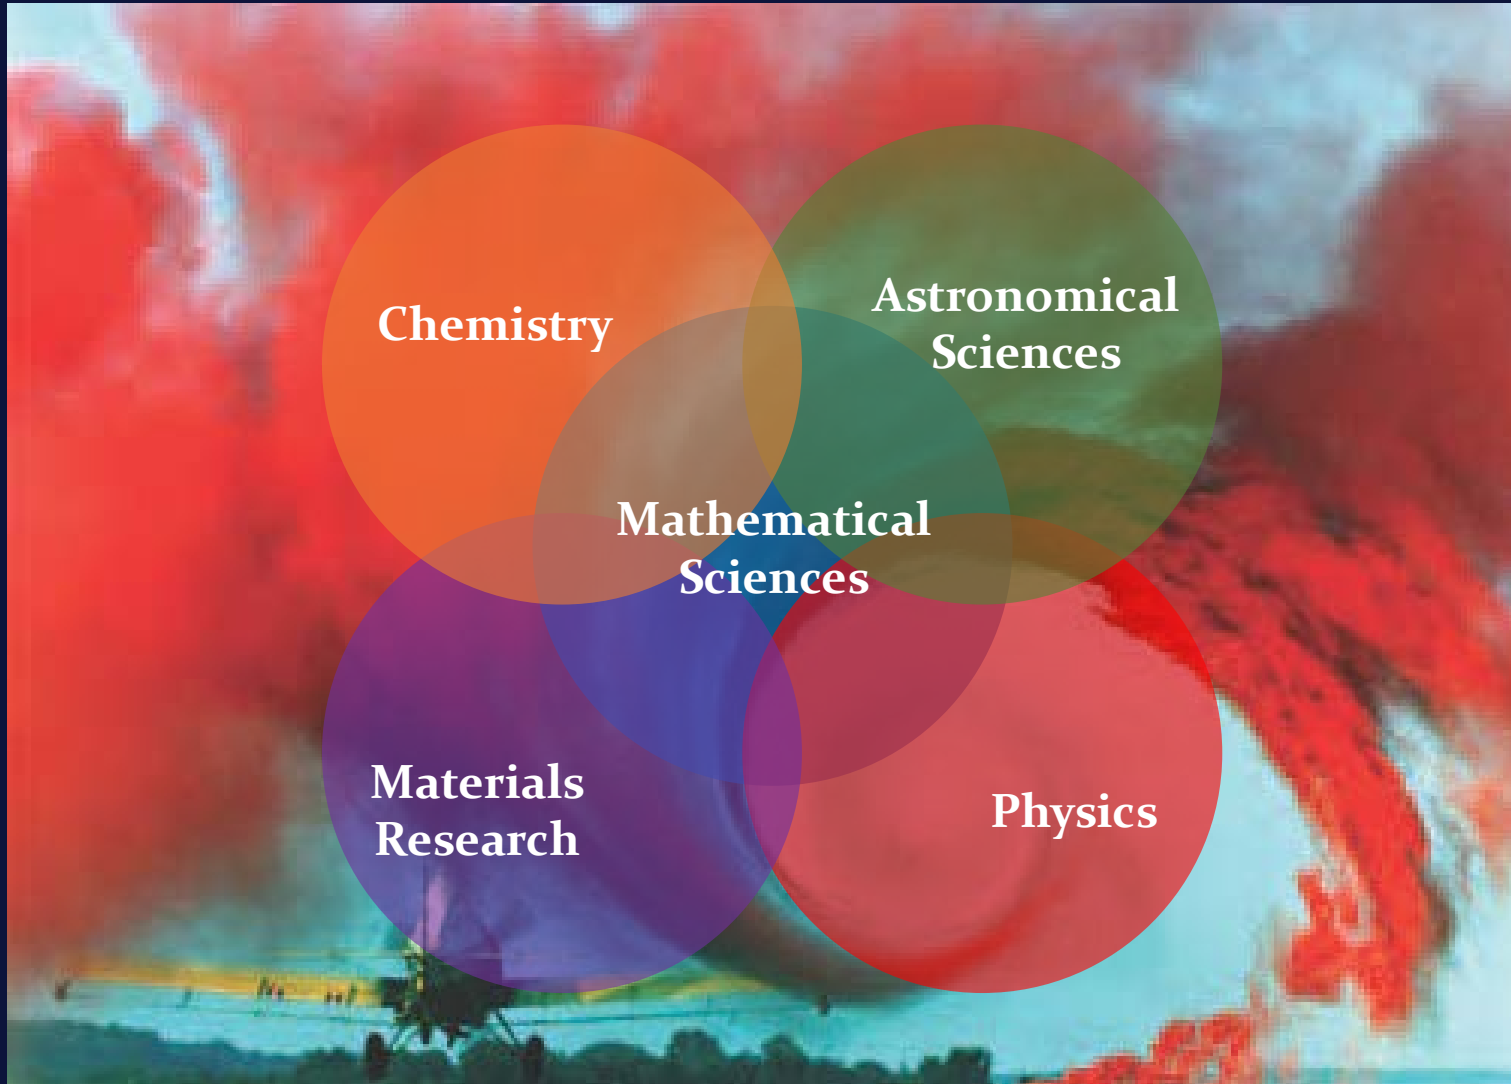 Chemistry
Astronomical
Sciences
Mathematical
Sciences
Materials
Research
Physics